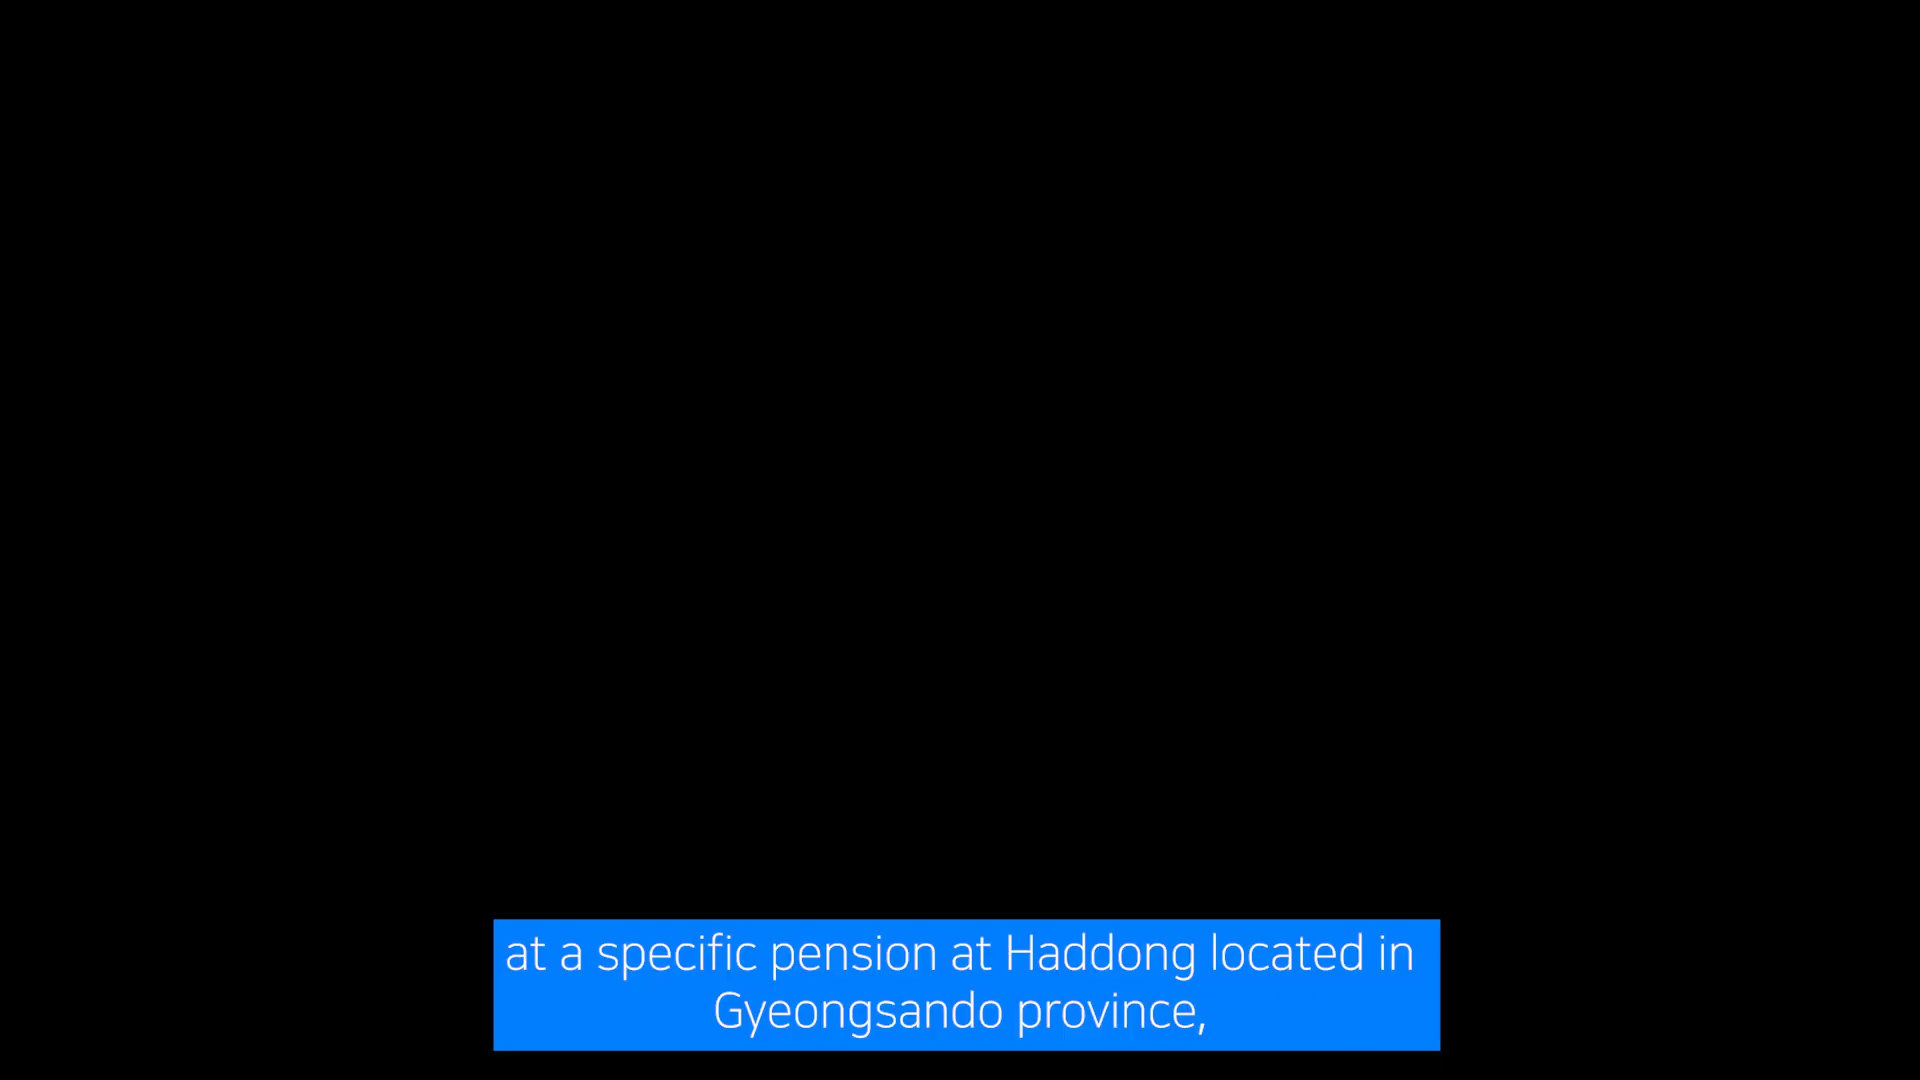 at a specific pension at Haddong located in
Gyeongsando province,